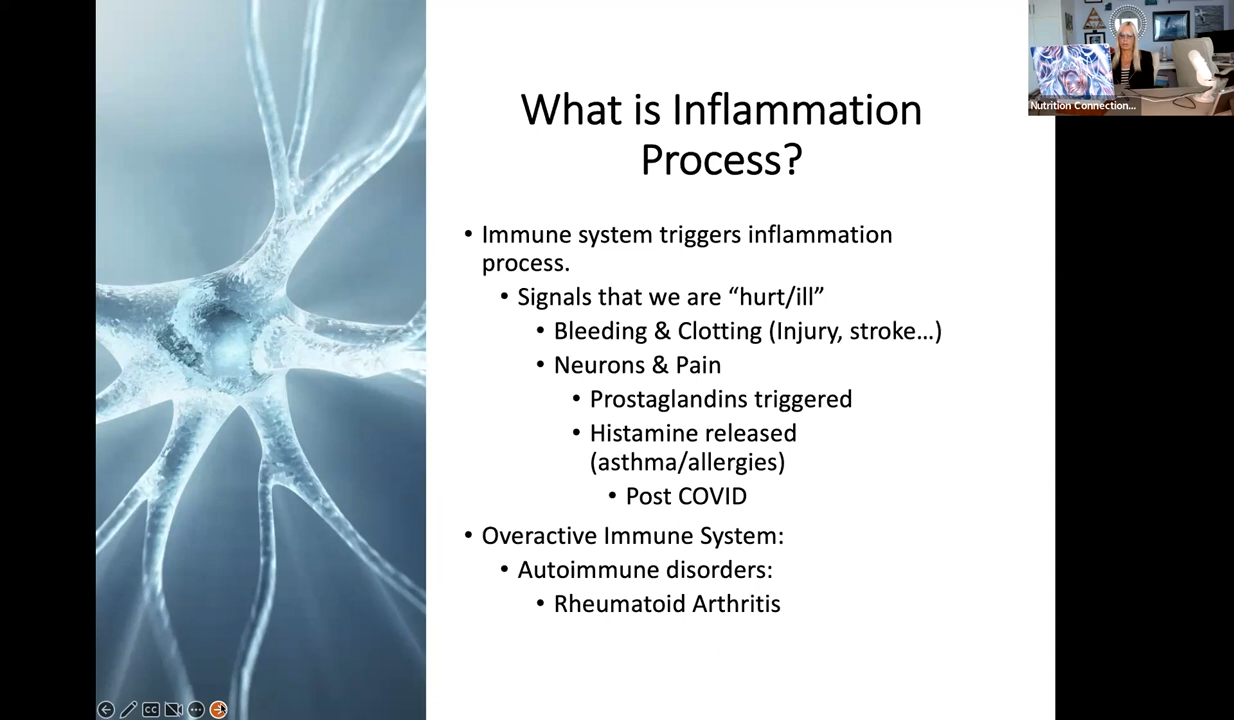 Nutrition Connection...
What is Inflammation
Process?
• Immune system triggers inflammation
process.
• Signals that we are “hurt/ill”
• Bleeding & Clotting (Injury, stroke…)
• Neurons & Pain
• Prostaglandins triggered
• Histamine released
(asthma/allergies)
• Post COVID
• Overactive Immune System:
• Autoimmune disorders:
• Rheumatoid Arthritis
CC